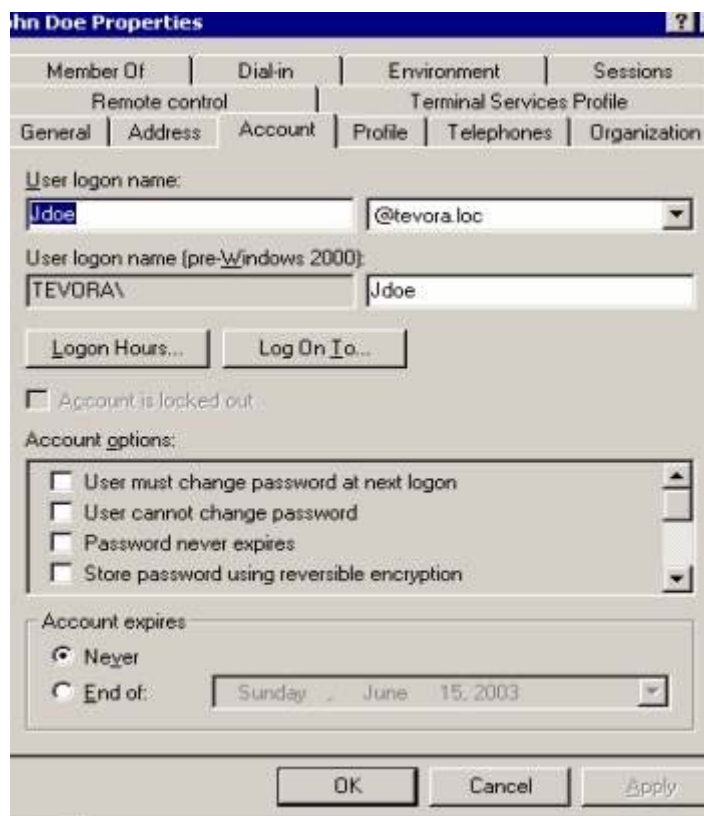 hn Doe Properties ?
Member Of Dial-in Environment Sessions
Remote control Terminal Services Profile
General Address Account Profile Telephones Organization
User logon name:
Jdoe @tevora.loc
User logon name (pre-Windows 2000):
TEVORA\ Jdoe
Logon Hours... Log On To...
Account is locked out
Account options:
User must change password at next logon
User cannot change password
Password never expires
Store password using reversible encryption
Account expires
Never
End of: Sunday , June 15, 2003
OK Cancel Apply